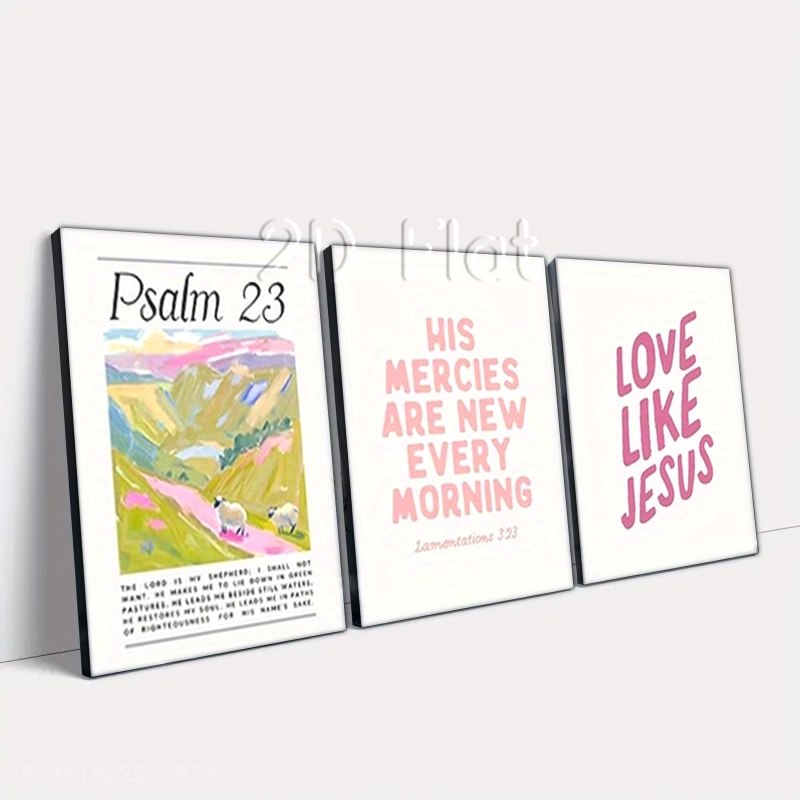 2D Flat
Psalm 23
THE LORD IS MY SHEPHERD; I SHALL NOT
WANT. HE MAKES ME TO LIE DOWN IN GREEN
PASTURES. HE LEADS ME BESIDE STILL WATERS.
HE RESTORES MY SOUL. HE LEADS ME IN PATHS
OF RIGHTEOUSNESS FOR HIS NAME'S SAKE.
HIS
MERCIES
ARE NEW
EVERY
MORNING
Lamentations 3:23
LOVE
LIKE
JESUS
634418222598799